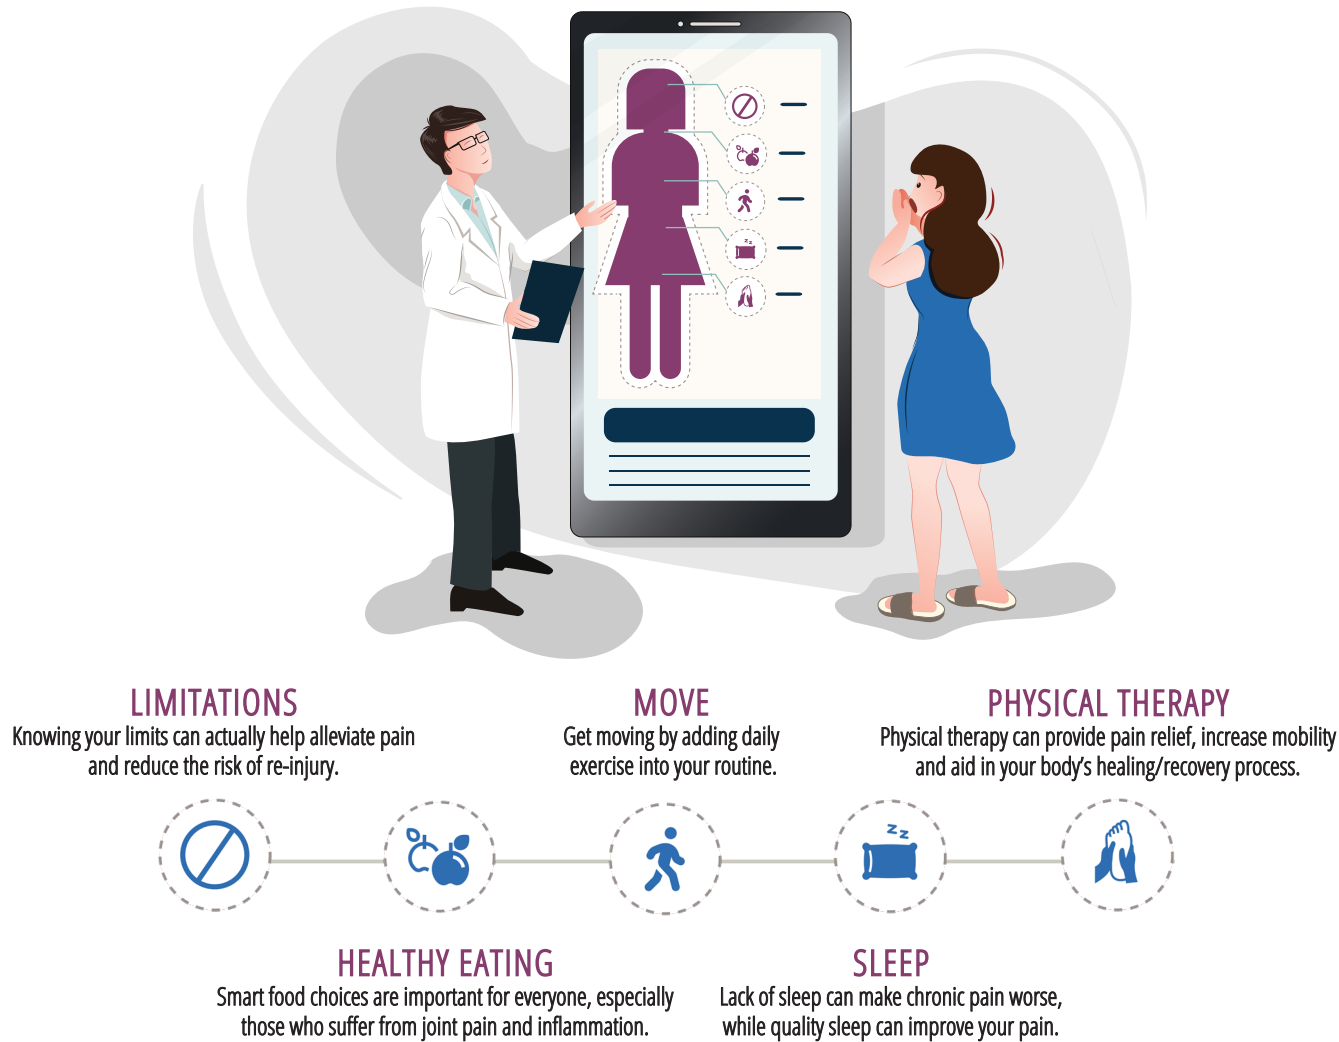 LIMITATIONS
Knowing your limits can actually help alleviate pain
and reduce the risk of re-injury.
MOVE
Get moving by adding daily
exercise into your routine.
PHYSICAL THERAPY
Physical therapy can provide pain relief, increase mobility
and aid in your body's healing/recovery process.
HEALTHY EATING
Smart food choices are important for everyone, especially
those who suffer from joint pain and inflammation.
SLEEP
Lack of sleep can make chronic pain worse,
while quality sleep can improve your pain.